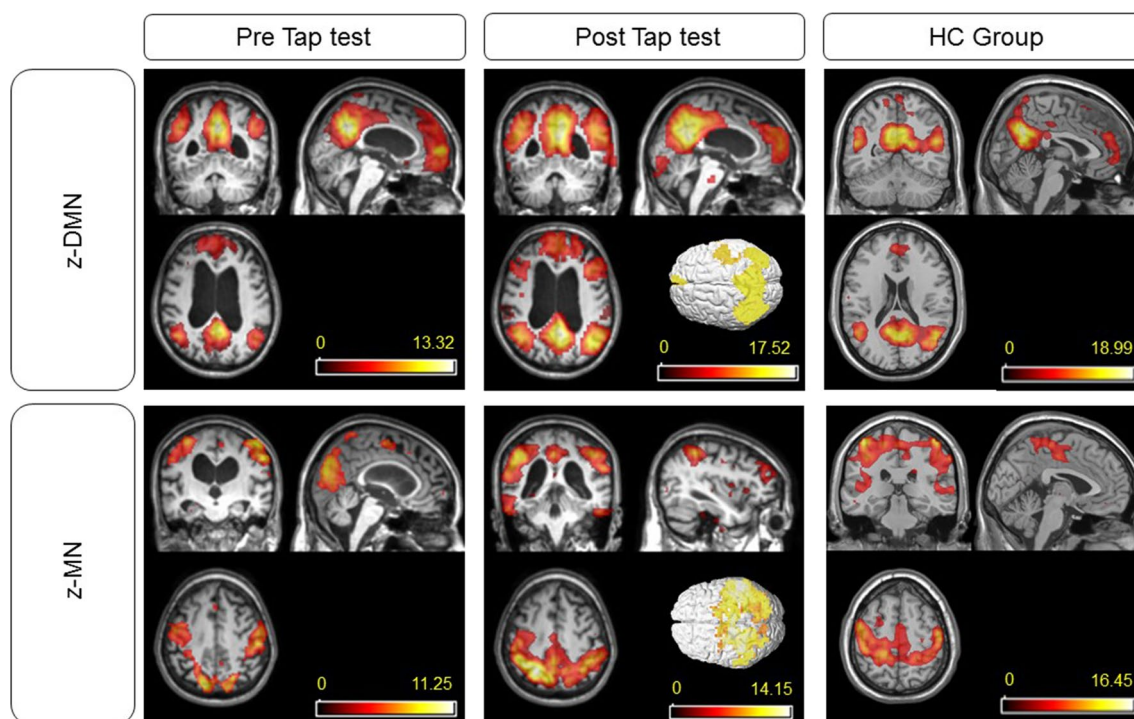 Pre Tap test
Post Tap test
HC Group
z-DMN
0 13.32
0 17.52
0 18.99
z-MN
0 11.25
0 14.15
0 16.45